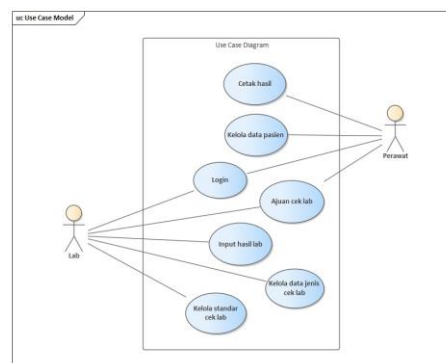 uc Use Case Model
Use Case Diagram
Cetak hasil
Kelola data pasien
Perawat
Login
Ajuan cek lab
Lab
Input hasil lab
Kelola data jenis
cek lab
Kelola standar
cek lab